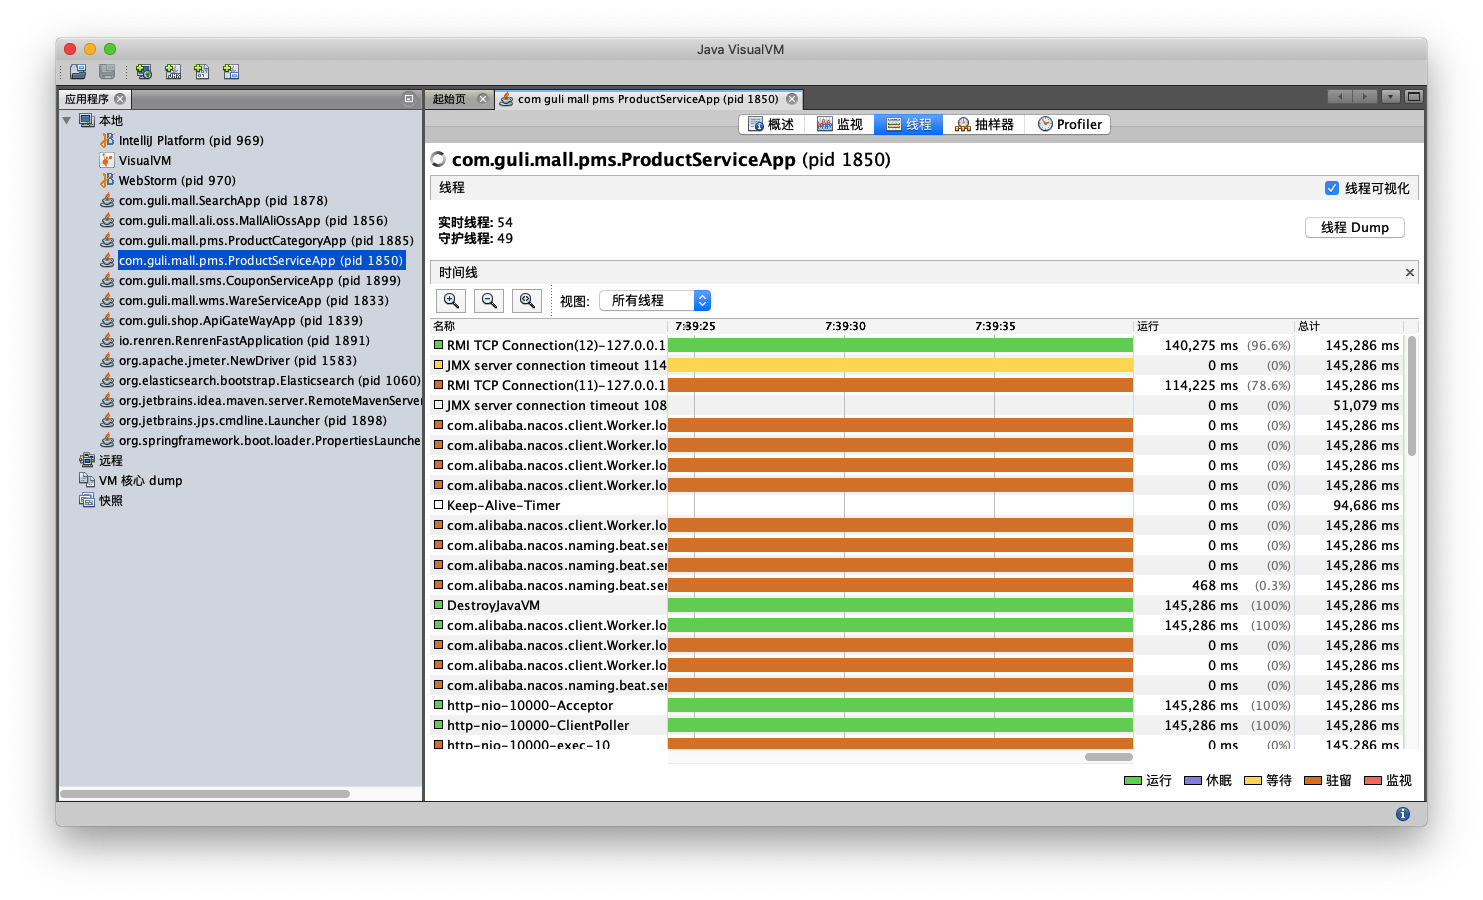 Java VisualVM
应用程序
起始页
com guli mall pms ProductServiceApp (pid 1850)
本地
IntelliJ Platform (pid 969)
VisualVM
WebStorm (pid 970)
com.guli.mall.SearchApp (pid 1878)
com.guli.mall.ali.oss.MallAliOssApp (pid 1856)
com.guli.mall.pms.ProductCategoryApp (pid 1885)
com.guli.mall.pms.ProductServiceApp (pid 1850)
com.guli.mall.sms.CouponServiceApp (pid 1899)
com.guli.mall.wms.WareServiceApp (pid 1833)
com.guli.shop.ApiGateWayApp (pid 1839)
io.renren.RenrenFastApplication (pid 1891)
org.apache.jmeter.NewDriver (pid 1583)
org.elasticsearch.bootstrap.Elasticsearch (pid 1060)
org.jetbrains.idea.maven.server.RemoteMavenServer
org.jetbrains.jps.cmdline.Launcher (pid 1898)
org.springframework.boot.loader.PropertiesLaunche
远程
VM 核心 dump
快照
概述 监视 线程 抽样器 Profiler
com.guli.mall.pms.ProductServiceApp (pid 1850)
线程 线程可视化
实时线程: 54
守护线程: 49
线程 Dump
时间线
视图: 所有线程
名称 7:39:25 7:39:30 7:39:35 运行 总计
RMI TCP Connection(12)-127.0.0.1 140,275 ms (96.6%) 145,286 ms
JMX server connection timeout 114 0 ms (0%) 145,286 ms
RMI TCP Connection(11)-127.0.0.1 114,225 ms (78.6%) 145,286 ms
JMX server connection timeout 108 0 ms (0%) 51,079 ms
com.alibaba.nacos.client.Worker.lo 0 ms (0%) 145,286 ms
com.alibaba.nacos.client.Worker.lo 0 ms (0%) 145,286 ms
com.alibaba.nacos.client.Worker.lo 0 ms (0%) 145,286 ms
com.alibaba.nacos.client.Worker.lo 0 ms (0%) 145,286 ms
Keep-Alive-Timer 0 ms (0%) 94,686 ms
com.alibaba.nacos.client.Worker.lo 0 ms (0%) 145,286 ms
com.alibaba.nacos.naming.beat.ser 0 ms (0%) 145,286 ms
com.alibaba.nacos.naming.beat.ser 0 ms (0%) 145,286 ms
com.alibaba.nacos.naming.beat.ser 468 ms (0.3%) 145,286 ms
DestroyJavaVM 145,286 ms (100%) 145,286 ms
com.alibaba.nacos.client.Worker.lo 145,286 ms (100%) 145,286 ms
com.alibaba.nacos.client.Worker.lo 0 ms (0%) 145,286 ms
com.alibaba.nacos.client.Worker.lo 0 ms (0%) 145,286 ms
com.alibaba.nacos.naming.beat.ser 0 ms (0%) 145,286 ms
http-nio-10000-Acceptor 145,286 ms (100%) 145,286 ms
http-nio-10000-ClientPoller 145,286 ms (100%) 145,286 ms
http-nio-10000-exec-10 0 ms (0%) 145,286 ms
运行 休眠 等待 驻留 监视